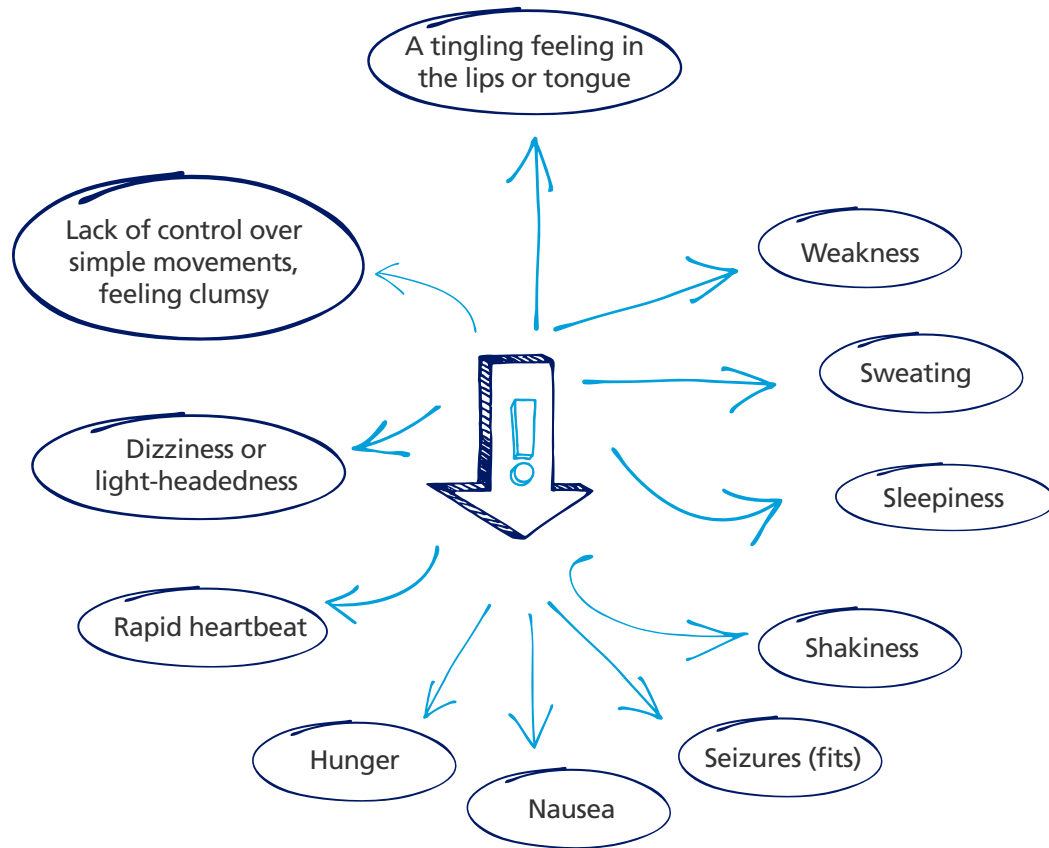 A tingling feeling in
the lips or tongue
Lack of control over
simple movements,
feeling clumsy
Weakness
Sweating
Dizziness or
light-headedness
!
Sleepiness
Rapid heartbeat
Shakiness
Hunger
Seizures (fits)
Nausea